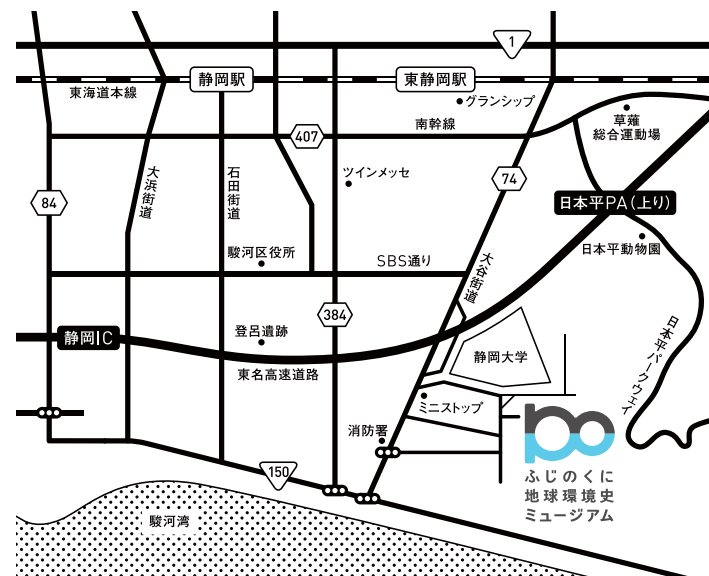 1
静岡駅
東静岡駅
東海道本線
グランシップ
草薙
総合運動場
南幹線
407
ツインメッセ
74
大浜街道
石田街道
84
日本平PA(上り)
大谷街道
駿河区役所
SBS通り
日本平動物園
384
静岡IC
登呂遺跡
日本平パークウェイ
静岡大学
東名高速道路
ミニストップ
消防署
150
ふじのくに
地球環境史
ミュージアム
駿河湾